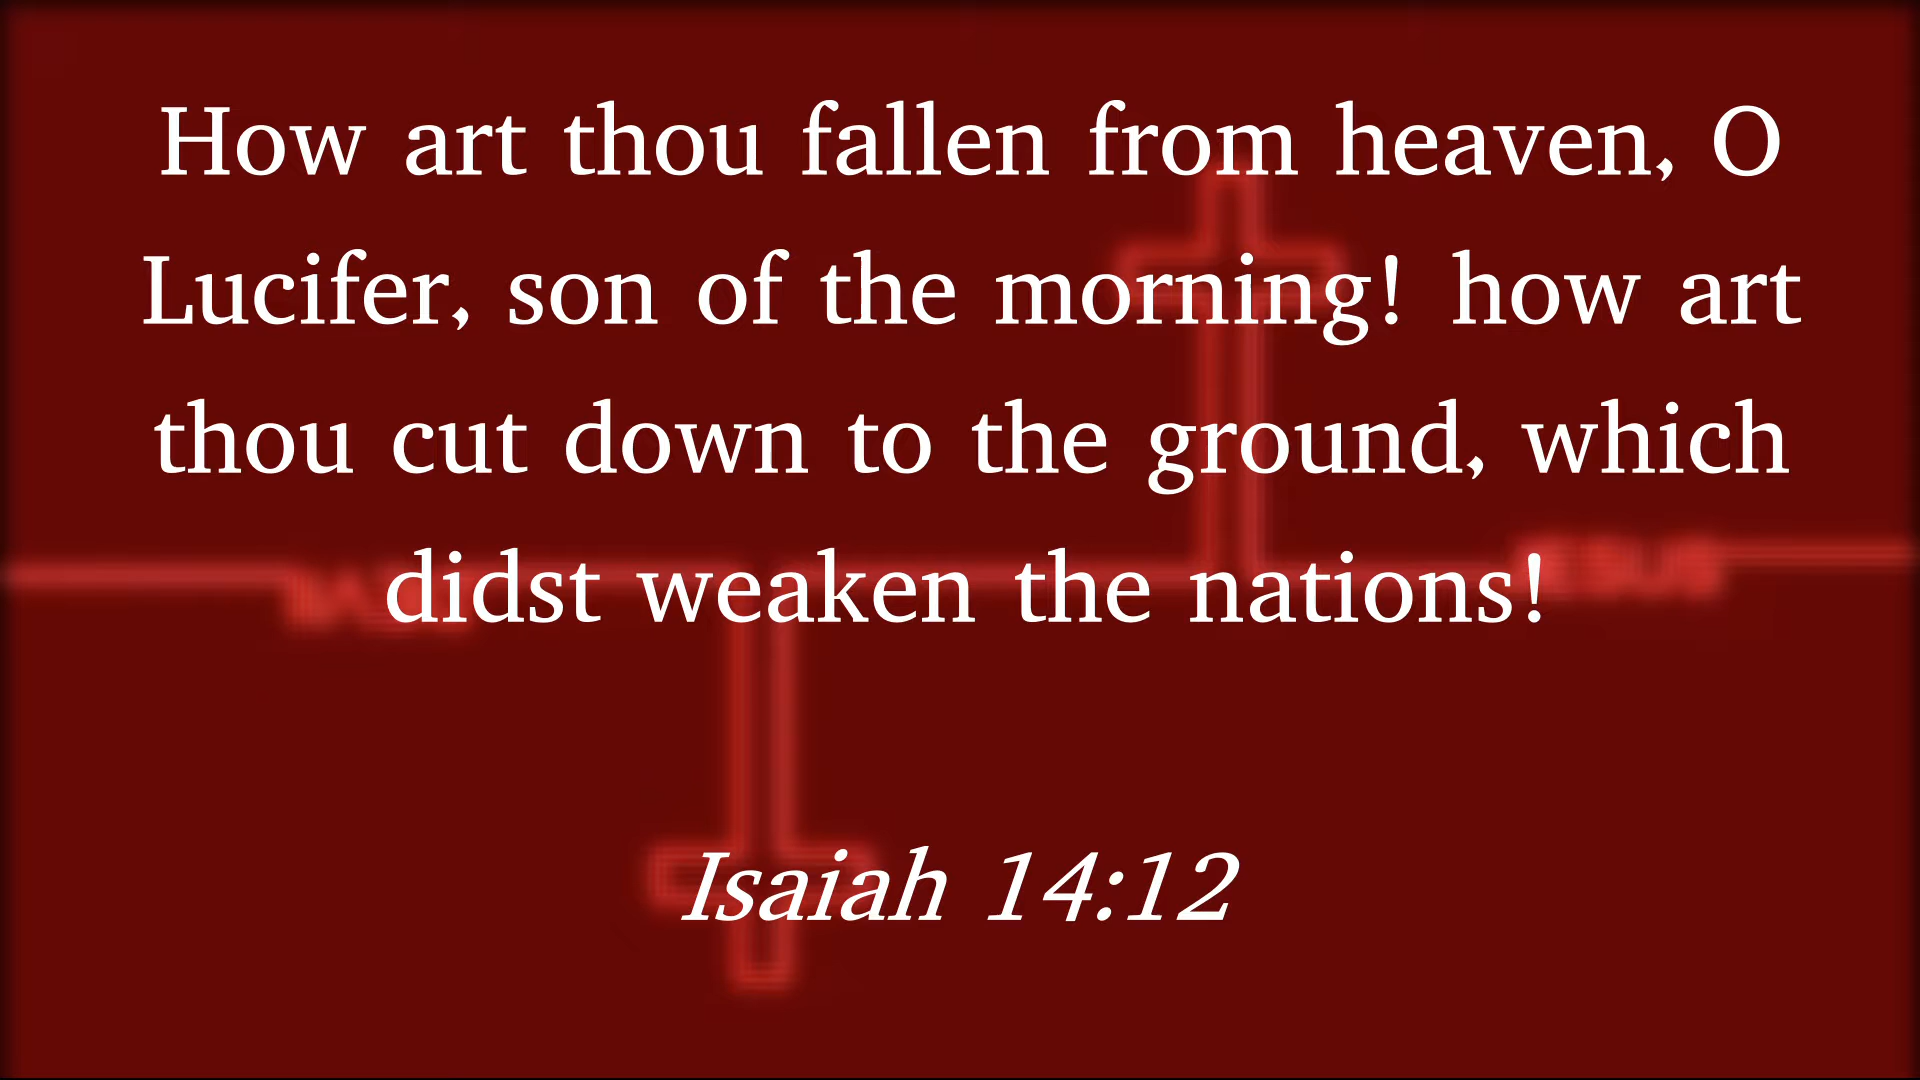 How art thou fallen from heaven, O
Lucifer, son of the morning! how art
thou cut down to the ground, which
didst weaken the nations!
Isaiah 14:12